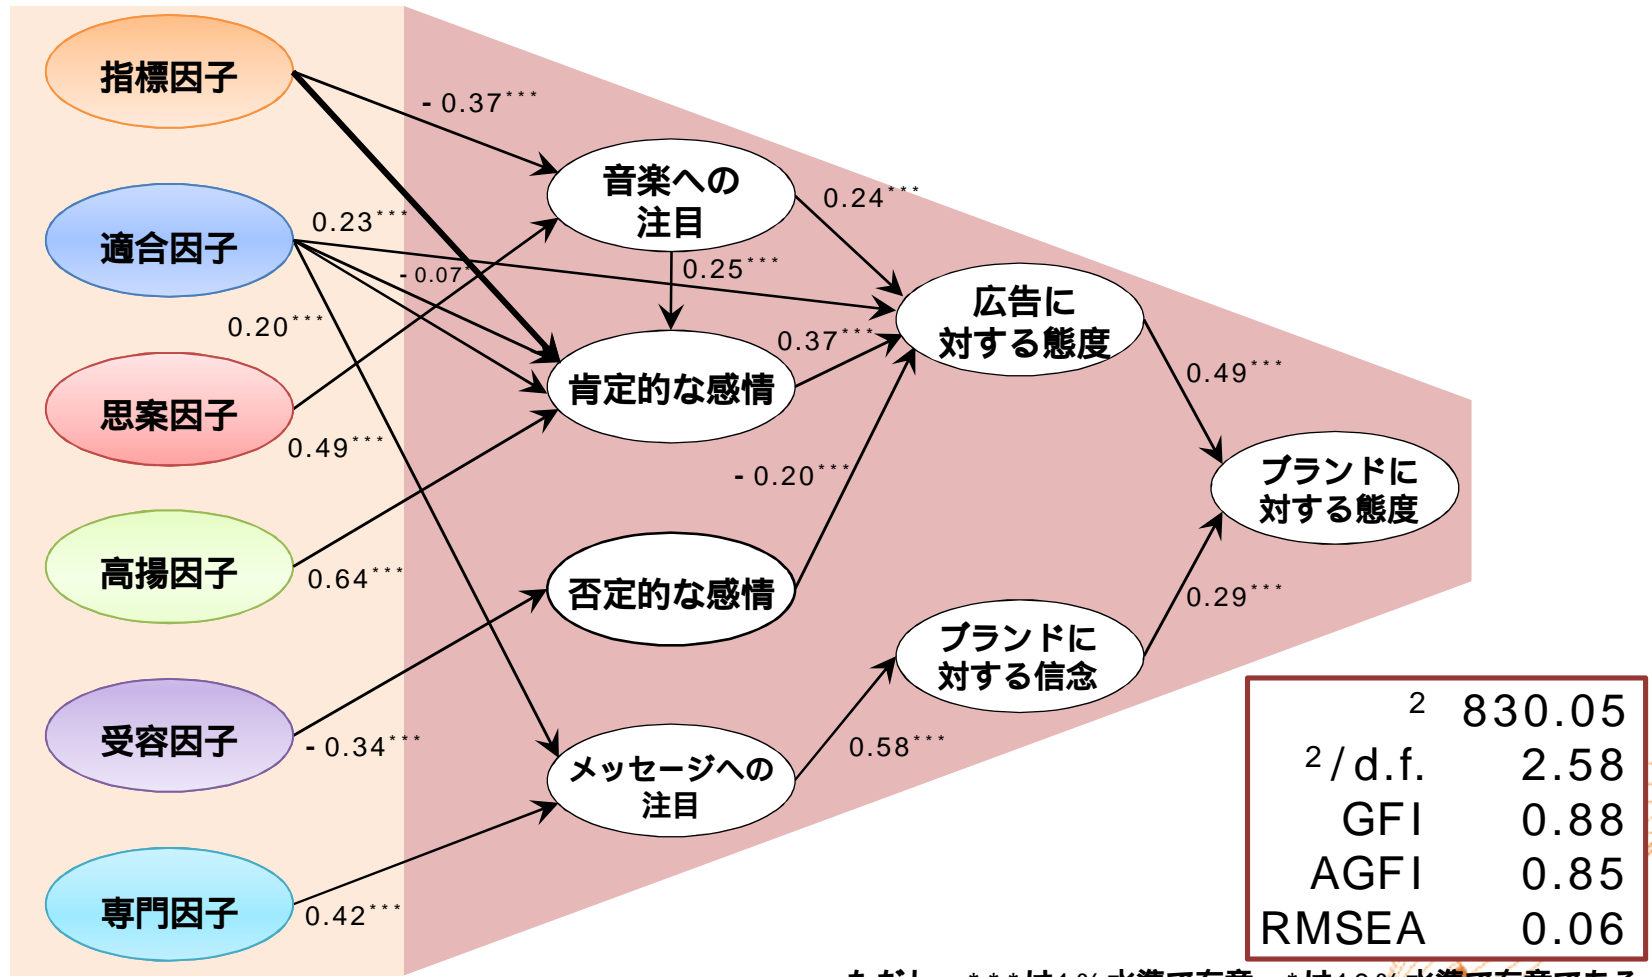 指標因子
適合因子
思案因子
高揚因子
受容因子
専門因子
- 0.37***
0.23***
- 0.07*
0.20***
0.49***
0.64***
- 0.34***
0.42***
音楽への
注目
0.25***
肯定的な感情
否定的な感情
メッセージへの
注目
0.24***
0.37***
- 0.20***
0.58***
広告に
対する態度
ブランドに
対する信念
0.49***
0.29***
ブランドに
対する態度
2 830.05
2/d.f. 2.58
GFI 0.88
AGFI 0.85
RMSEA 0.06